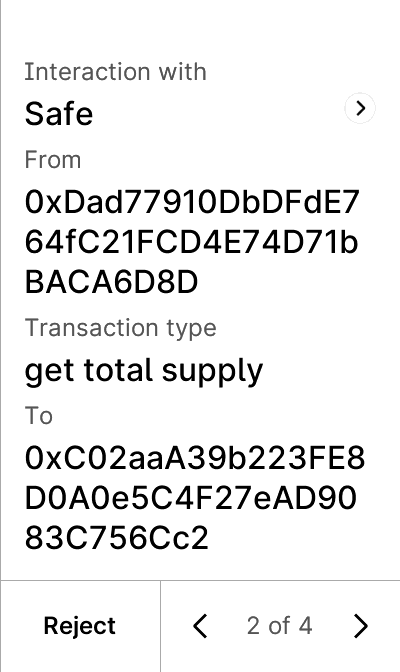 Interaction with
Safe
From
0xDad77910DbDFdE7
64fC21FCD4E74D71b
BACA6D8D
Transaction type
get total supply
To
0xC02aaA39b223FE8
D0A0e5C4F27eAD90
83C756Cc2
Reject
2 of 4